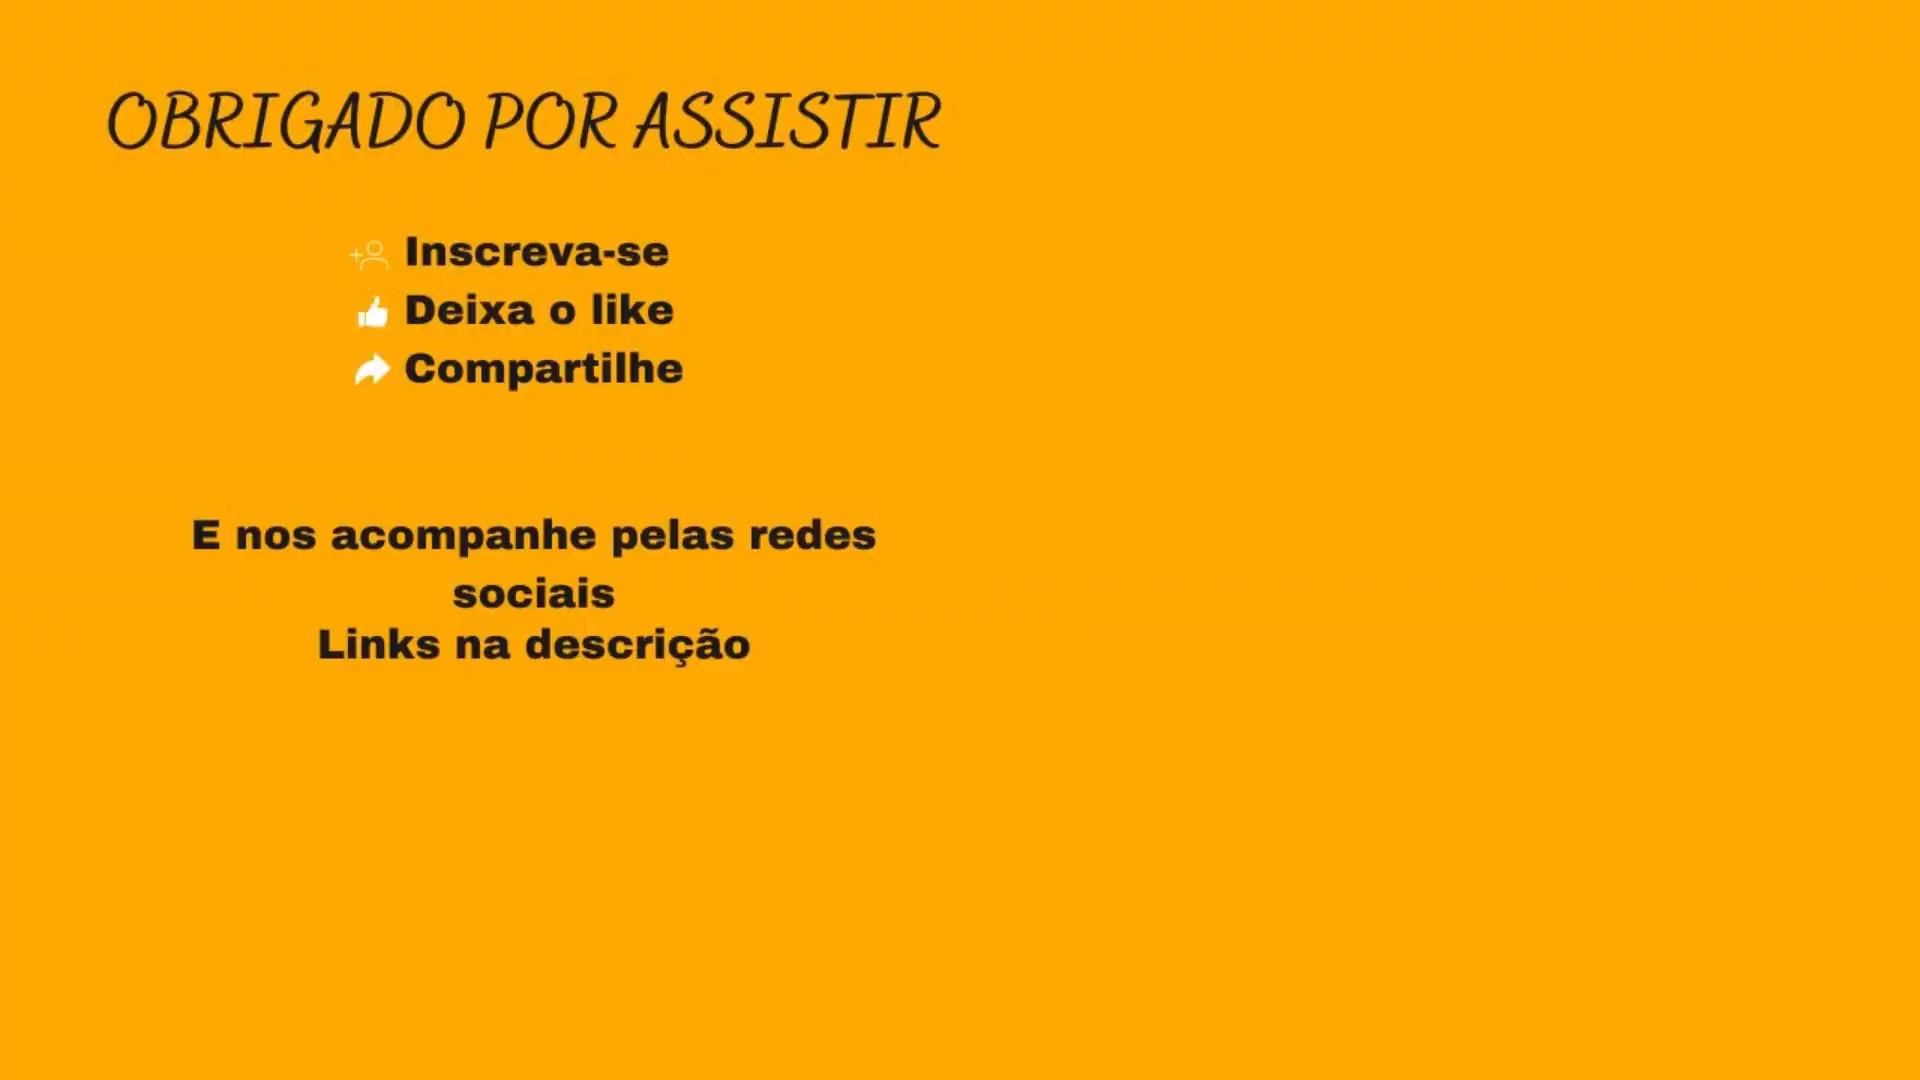 OBRIGADO POR ASSISTIR
Inscreva-se
Deixa o like
Compartilhe
E nos acompanhe pelas redes
sociais
Links na descrição